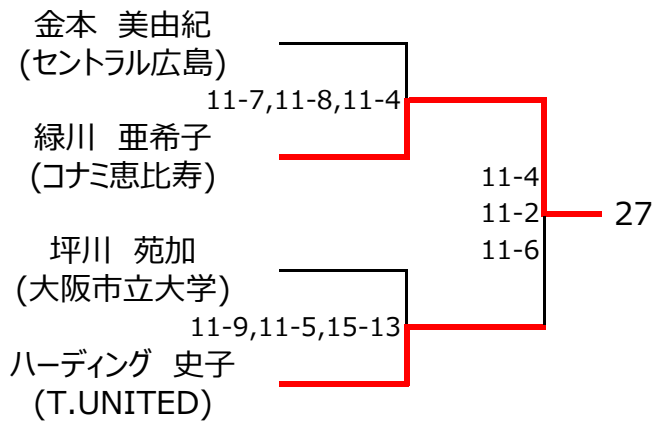 金本　美由紀
(セントラル広島)
11-7,11-8,11-4
緑川　亜希子
(コナミ恵比寿)
11-4
11-2
11-6
27
坪川　苑加
(大阪市立大学)
11-9,11-5,15-13
ハーディング　史子
(T.UNITED)